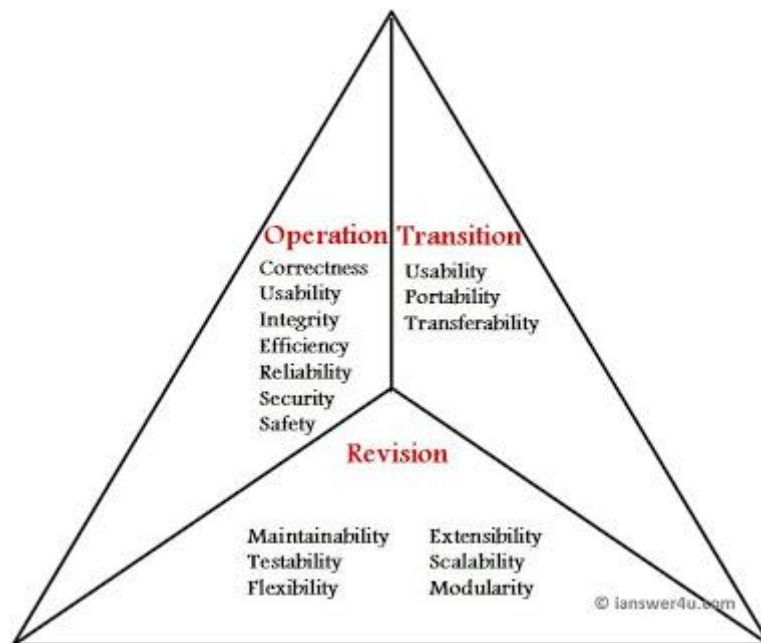 Operation
Correctness
Usability
Integrity
Efficiency
Reliability
Security
Safety
Transition
Usability
Portability
Transferability
Revision
Maintainability
Testability
Flexibility
Extensibility
Scalability
Modularity
© ianswer4u.com